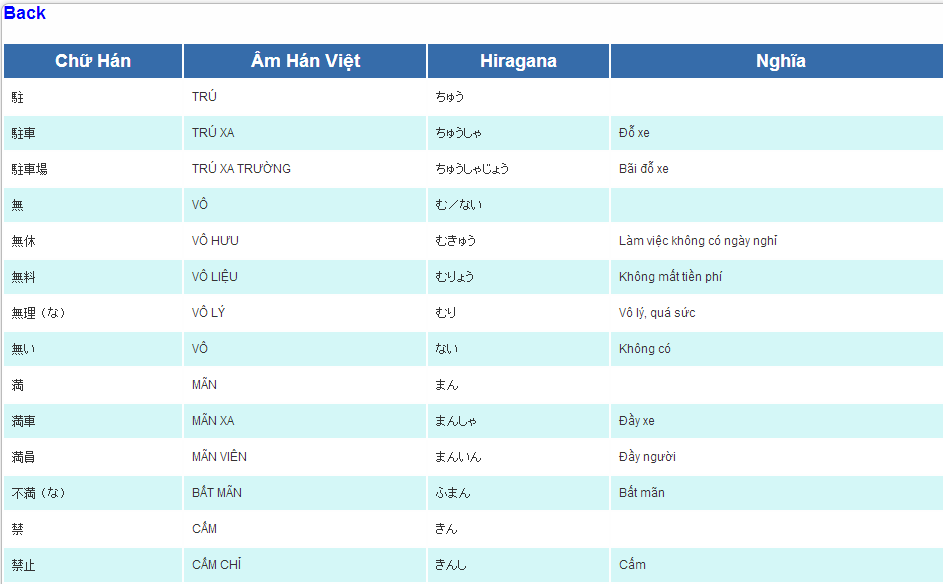 Back
Chữ Hán Âm Hán Việt Hiragana Nghĩa
駐 TRÚ ちゅう
駐車 TRÚ XA ちゅうしゃ Đỗ xe
駐車場 TRÚ XA TRƯỜNG ちゅうしゃじょう Bãi đỗ xe
無 VÔ む／ない
無休 VÔ HƯU むきゅう Làm việc không có ngày nghỉ
無料 VÔ LIỆU むりょう Không mất tiền phí
無理（な） VÔ LÝ むり Vô lý, quá sức
無い VÔ ない Không có
満 MÃN まん
満車 MÃN XA まんしゃ Đầy xe
満員 MÃN VIÊN まんいん Đầy người
不満（な） BẤT MÃN ふまん Bất mãn
禁 CẤM きん
禁止 CẤM CHỈ きんし Cấm